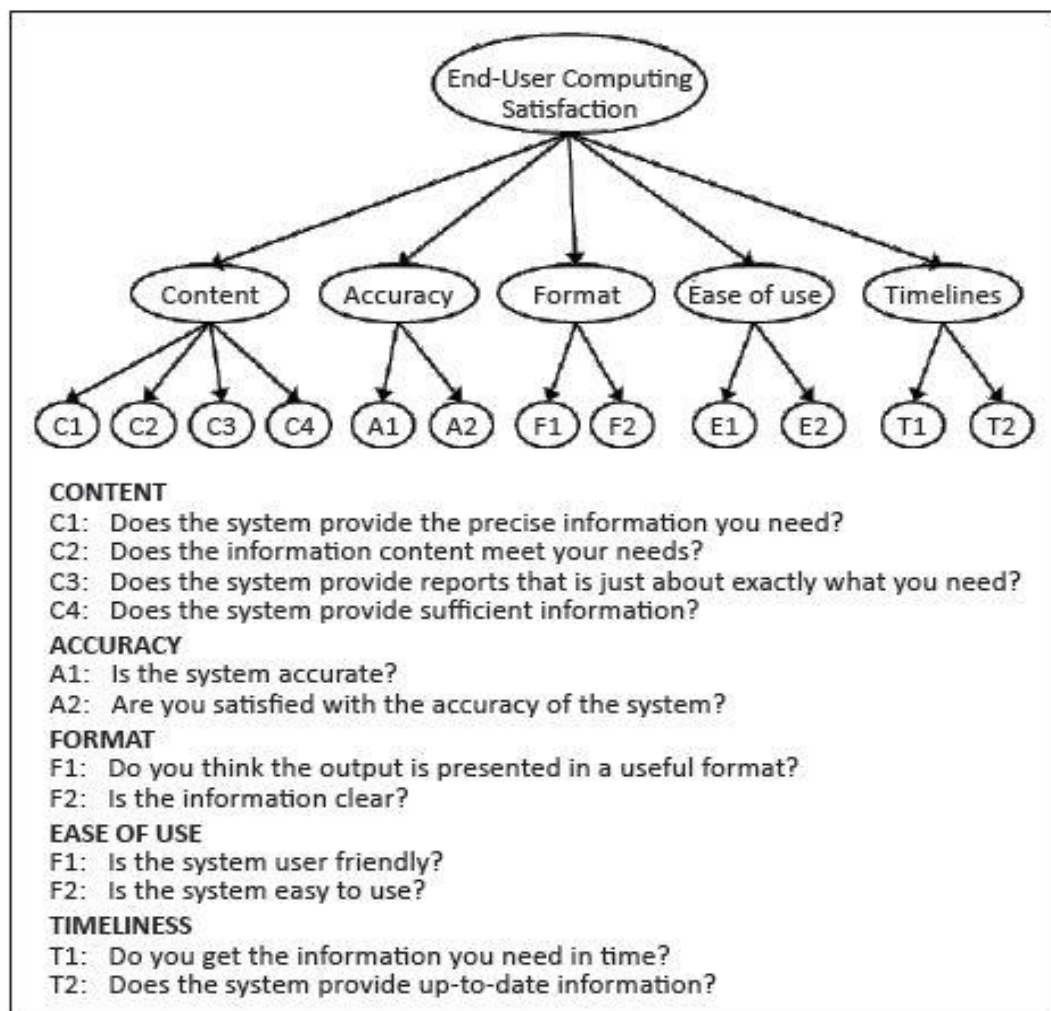 End-User Computing
Satisfaction
Content Accuracy Format Ease of use Timelines
C1 C2 C3 C4 A1 A2 F1 F2 E1 E2 T1 T2
CONTENT
C1: Does the system provide the precise information you need?
C2: Does the information content meet your needs?
C3: Does the system provide reports that is just about exactly what you need?
C4: Does the system provide sufficient information?
ACCURACY
A1: Is the system accurate?
A2: Are you satisfied with the accuracy of the system?
FORMAT
F1: Do you think the output is presented in a useful format?
F2: Is the information clear?
EASE OF USE
F1: Is the system user friendly?
F2: Is the system easy to use?
TIMELINESS
T1: Do you get the information you need in time?
T2: Does the system provide up-to-date information?